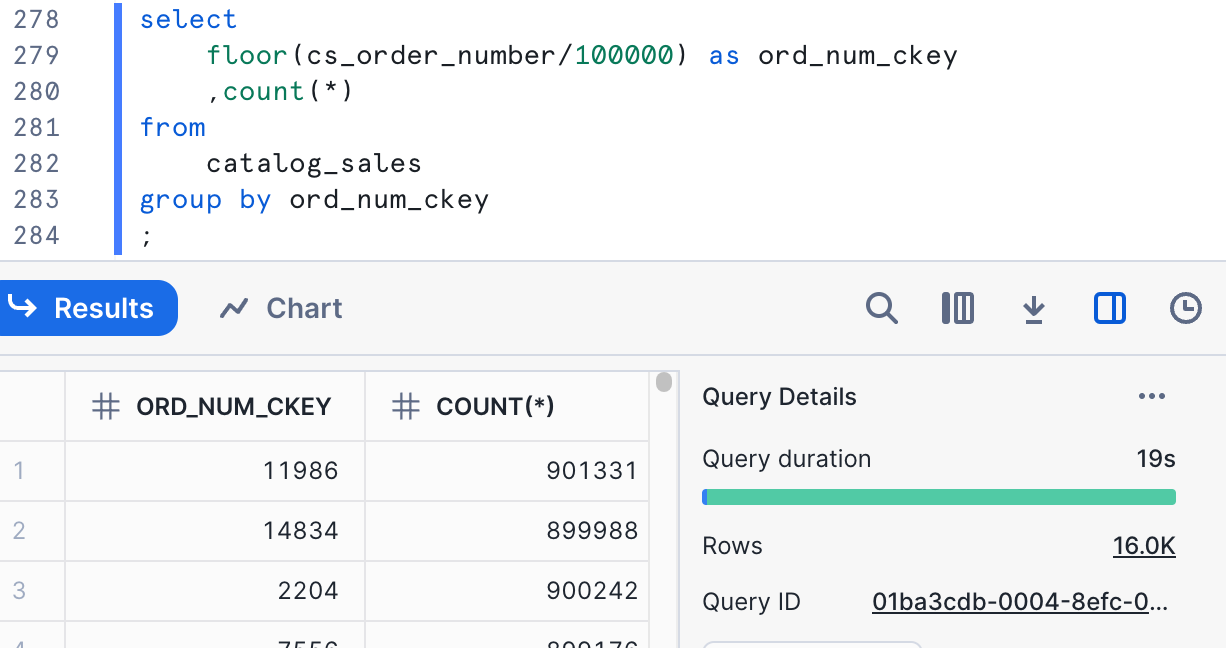 278 select
279 floor(cs_order_number/100000) as ord_num_ckey
280 ,count(*)
281 from
282 catalog_sales
283 group by ord_num_ckey
284 ;
Results Chart
ORD_NUM_CKEY COUNT(*)
1 11986 901331
2 14834 899988
3 2204 900242
4 7556 899176
Query Details
Query duration 19s
Rows 16.0K
Query ID 01ba3cdb-0004-8efc-0...